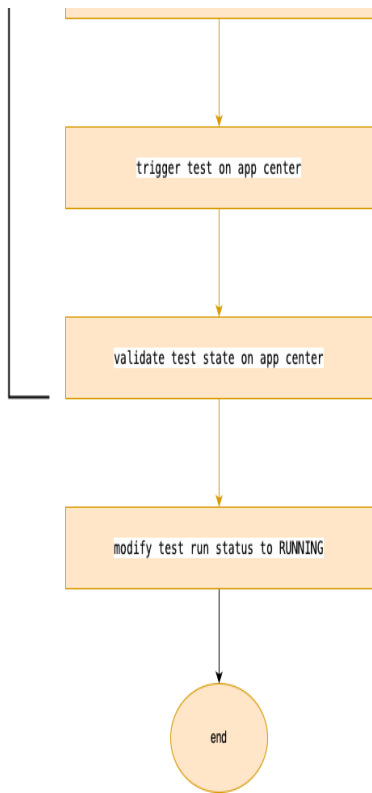 trigger test on app center
validate test state on app center
modify test run status to RUNNING
end